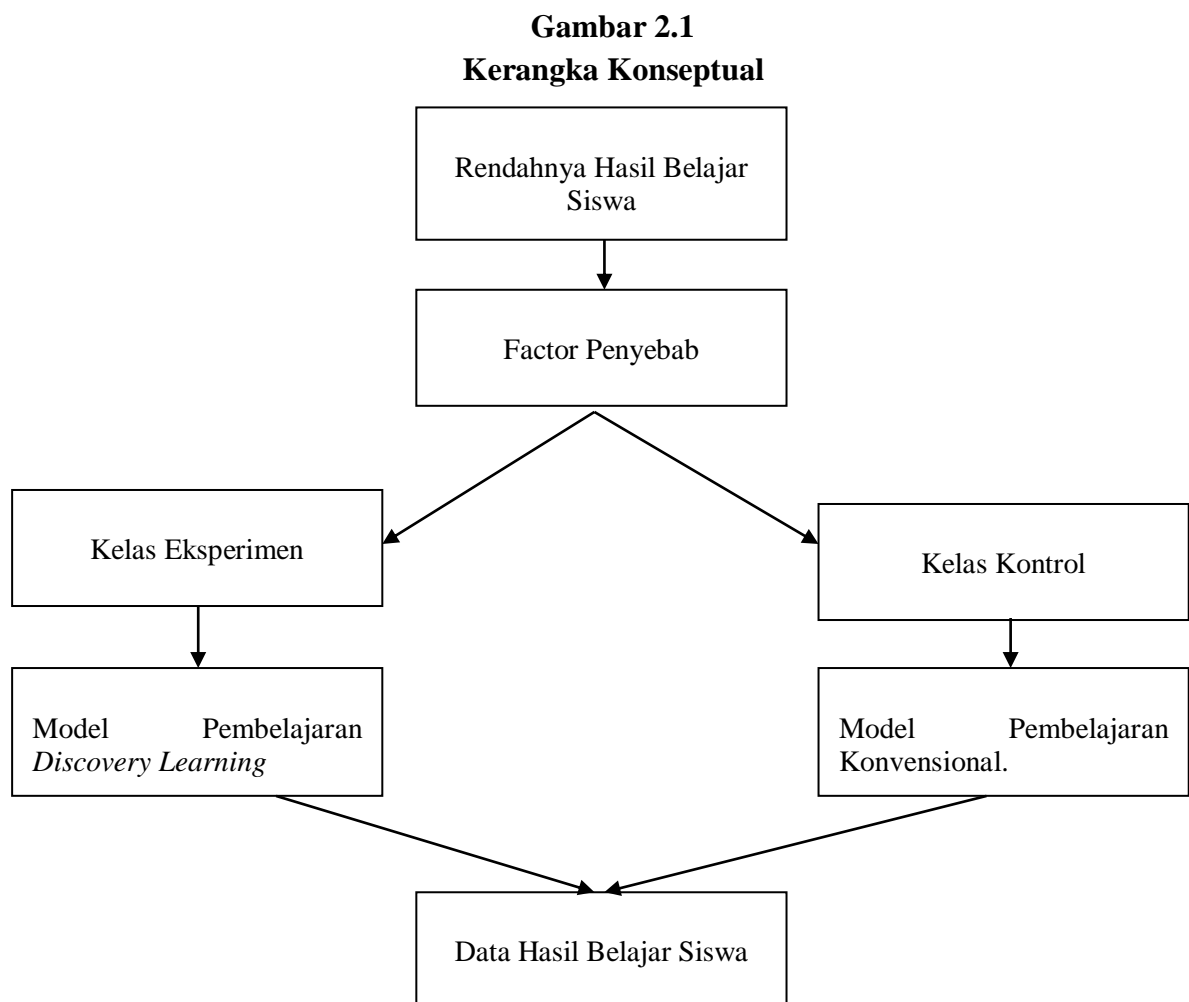 Gambar 2.1
Kerangka Konseptual
Rendahnya Hasil Belajar
Siswa
Factor Penyebab
Kelas Eksperimen
Kelas Kontrol
Model Pembelajaran
Discovery Learning
Model Pembelajaran
Konvensional.
Data Hasil Belajar Siswa